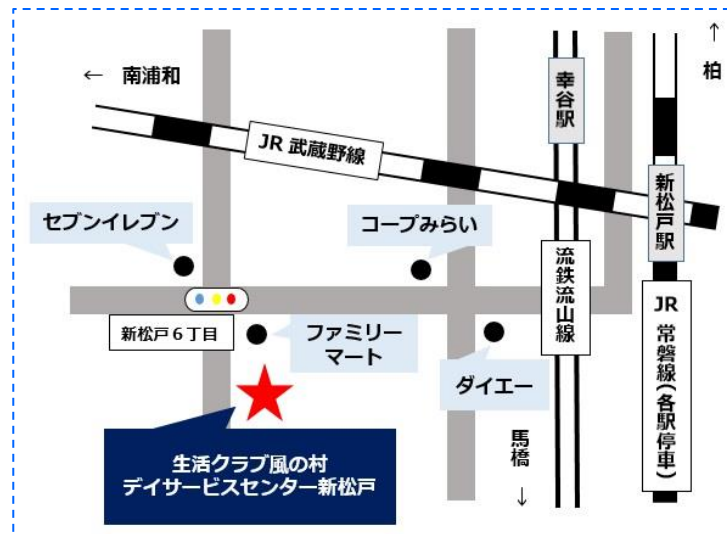 ↑
柏
← 南浦和
幸谷駅
JR 武蔵野線
新松戸駅
セブンイレブン
コープみらい
流鉄流山線
JR
常磐線(各駅停車)
新松戸6丁目
ファミリー
マート
ダイエー
馬橋
↓
生活クラブ風の村
デイサービスセンター新松戸